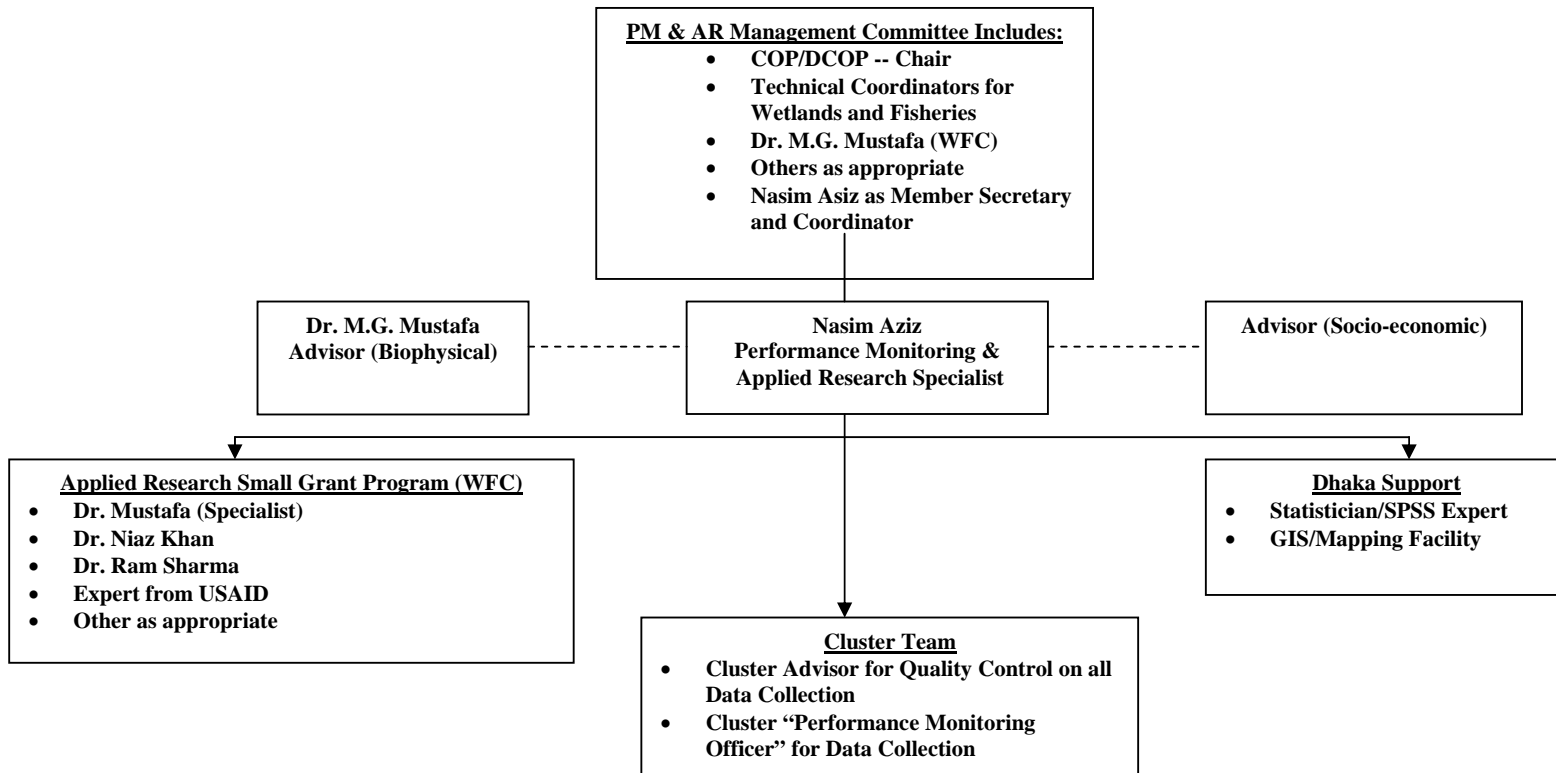 PM & AR Management Committee Includes:
• COP/DCOP -- Chair
• Technical Coordinators for
Wetlands and Fisheries
• Dr. M.G. Mustafa (WFC)
• Others as appropriate
• Nasim Asiz as Member Secretary
and Coordinator
Dr. M.G. Mustafa
Advisor (Biophysical)
Nasim Aziz
Performance Monitoring &
Applied Research Specialist
Advisor (Socio-economic)
Applied Research Small Grant Program (WFC)
• Dr. Mustafa (Specialist)
• Dr. Niaz Khan
• Dr. Ram Sharma
• Expert from USAID
• Other as appropriate
Dhaka Support
• Statistician/SPSS Expert
• GIS/Mapping Facility
Cluster Team
• Cluster Advisor for Quality Control on all
Data Collection
• Cluster “Performance Monitoring
Officer” for Data Collection